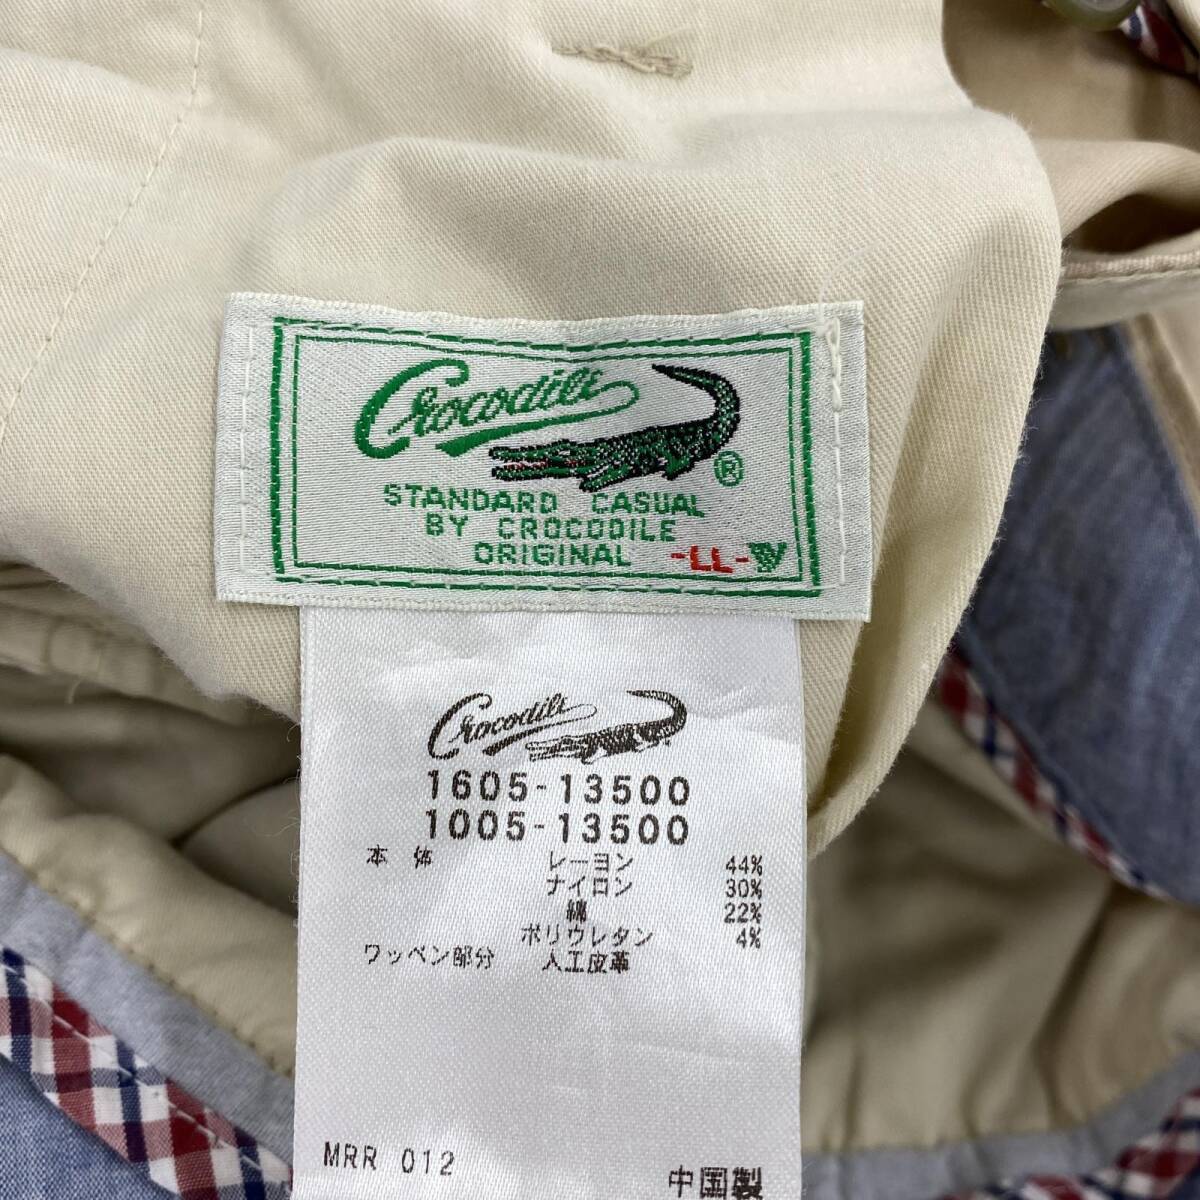 Crocodile
®
STANDARD CASUAL
BY CROCODILE
ORIGINAL -LL-W
Crocodile
1605-13500
1005-13500
本体 レーヨン 44%
ナイロン 30%
綿 22%
ポリウレタン 4%
ワッペン部分 人工皮革
MRR 012
中国製